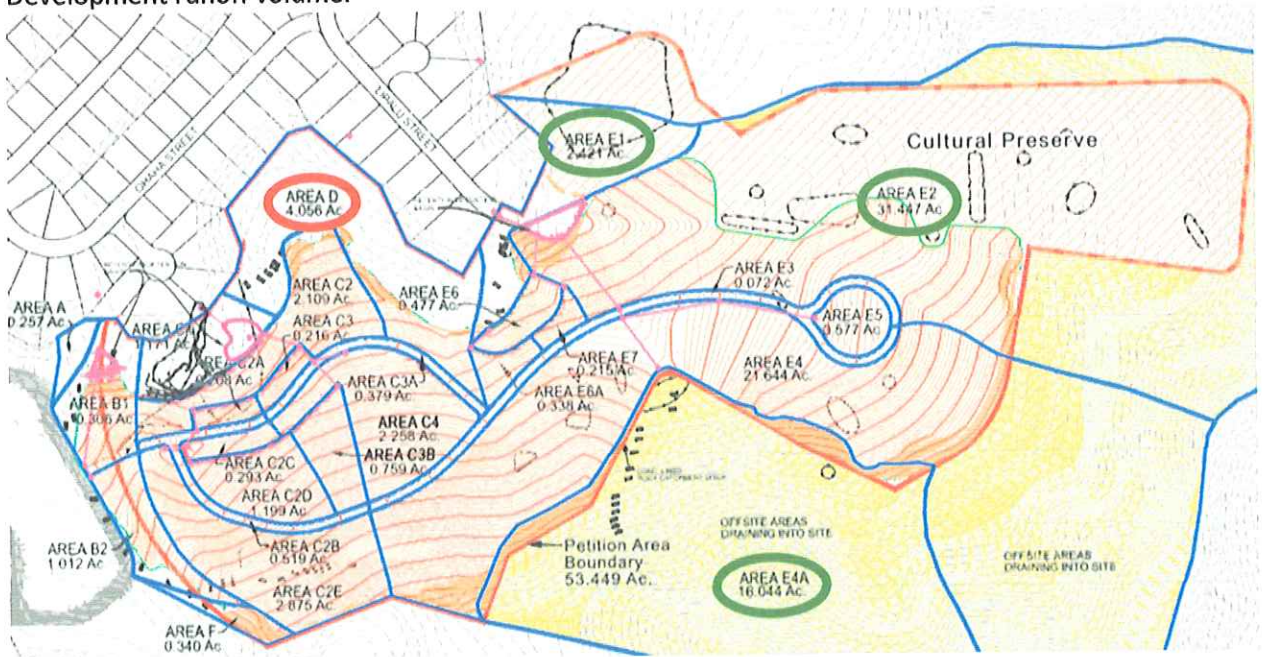 Development runoff volume.
OHAHA STREET
LIPALU STREET
AREA E1
2.421 Ac.
Cultural Preserve
AREA D
4.056 Ac
AREA E2
31.447 Ac.
AREA E3
0.072 Ac.
AREA C2
2.109 Ac.
AREA E6
0.477 Ac.
AREA A
0.257 Ac.
AREA C3
0.216 Ac.
AREA E5
0.577 Ac.
AREA E7
0.215 Ac.
AREA E4
21.644 Ac.
AREA C3A
0.379 Ac.
AREA E6A
0.338 Ac.
AREA B1
AREA C4
2.258 Ac
AREA C3B
0.759 Ac.
AREA C2C
0.293 Ac.
AREA C2D
1.199 Ac.
OFFSITE AREAS
DRAINING INTO SITE
AREA B2
1.012 Ac.
AREA C2B
0.519 Ac.
Petition Area
Boundary
53.449 Ac.
OFFSITE AREAS
DRAINING INTO SITE
AREA E4A
16.044 Ac.
AREA C2E
2.875 Ac.
AREA F
0.340 Ac.